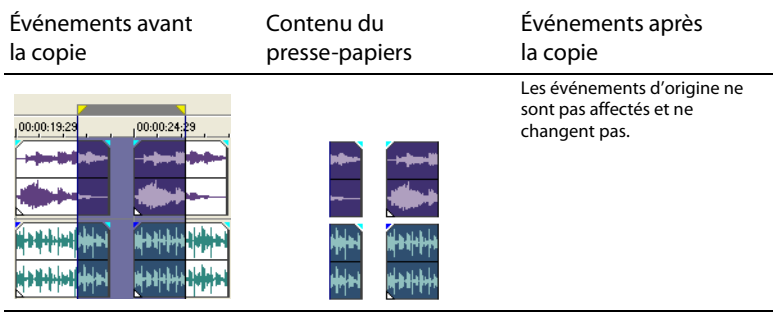 Événements avant
la copie
Contenu du
presse-papiers
Événements après
la copie
00:00:19:29
00:00:24:29
Les événements d’origine ne
sont pas affectés et ne
changent pas.